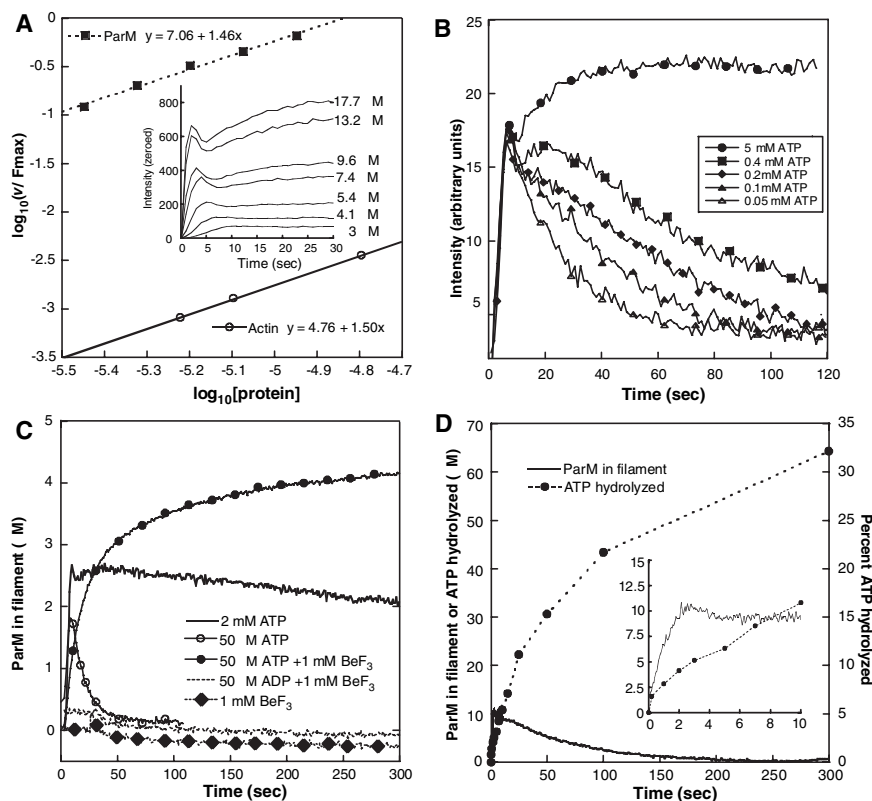 A
ParM y = 7.06 + 1.46x
0
-0.5
-1
-1.5
-2
-2.5
-3
-3.5
log10(v/ Fmax)
-5.5 -5.4 -5.3 -5.2 -5.1 -5 -4.9 -4.8 -4.7
log10[protein]
Actin y = 4.76 + 1.50x
800
600
400
200
0
Intensity (zeroed)
0 5 10 15 20 25 30
Time (sec)
17.7 M
13.2 M
9.6 M
7.4 M
5.4 M
4.1 M
3 M
B
25
20
15
10
5
Intensity (arbitrary units)
0 20 40 60 80 100 120
Time (sec)
5 mM ATP
0.4 mM ATP
0.2mM ATP
0.1mM ATP
0.05 mM ATP
C
5
4
3
2
1
0
ParM in filament ( M)
0 50 100 150 200 250 300
Time (sec)
2 mM ATP
50 M ATP
50 M ATP +1 mM BeF3
50 M ADP +1 mM BeF3
1 mM BeF3
D
70
60
50
40
30
20
10
0
ParM in filament or ATP hydrolyzed ( M)
ParM in filament
ATP hydrolyzed
15
12.5
10
7.5
5
2.5
0
0 2 4 6 8 10
0 50 100 150 200 250 300
Time (sec)
35
30
25
20
15
10
5
0
Percent ATP hydrolyzed